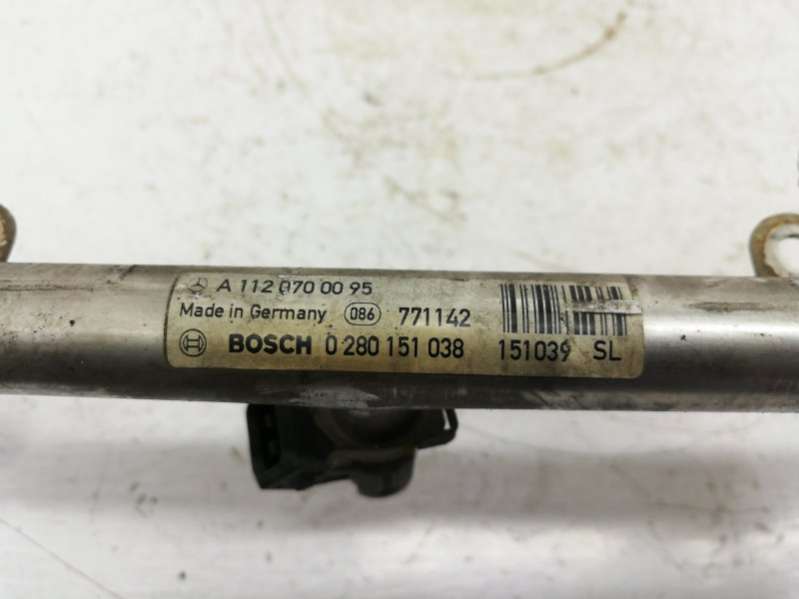 A 112 070 00 95
Made in Germany 086 771142
BOSCH 0 280 151 038 151039 SL